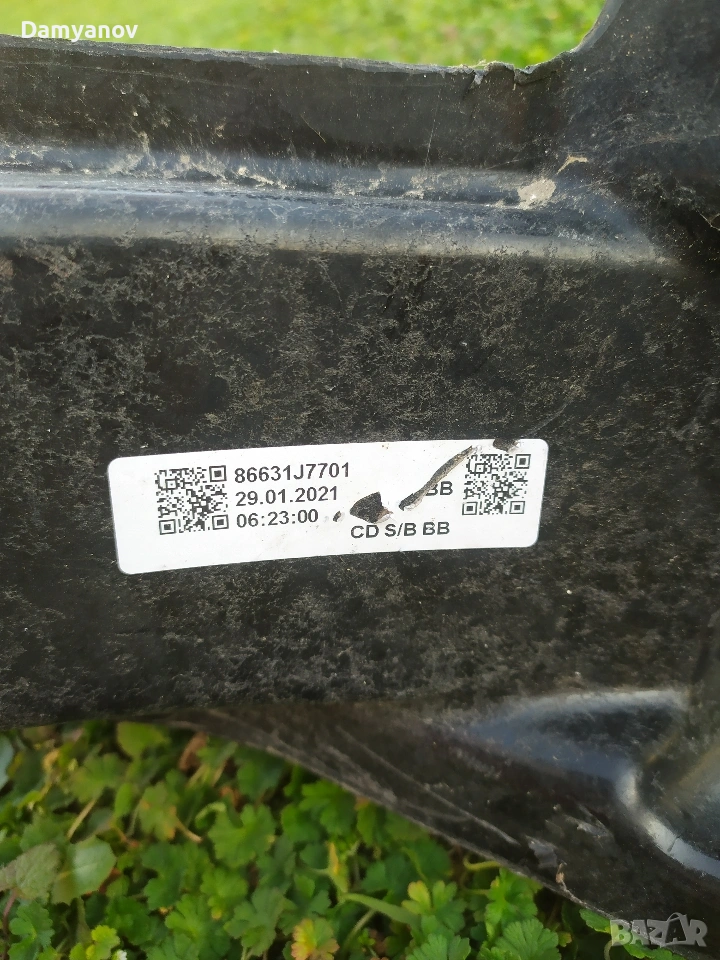 Damyanov
86631J7701
29.01.2021
06:23:00
BB
CD S/B BB
BAZAR